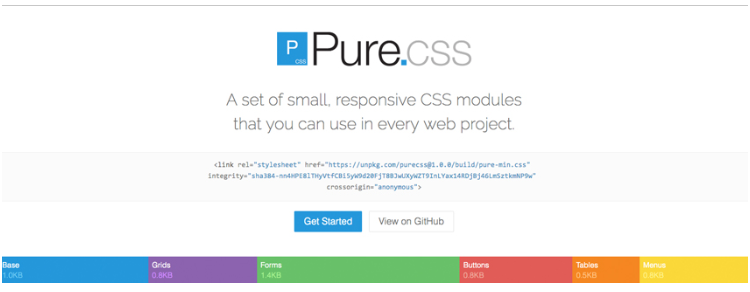 P
CSS
Pure.css
A set of small, responsive CSS modules
that you can use in every web project.
<link rel="stylesheet" href="https://unpkg.com/purecss@1.0.0/build/pure-min.css"
integrity="
crossorigin="anonymous">
Get Started
View on GitHub
Base
1.0KB
Grids
0.8KB
Forms
1.4KB
Buttons
0.8KB
Tables
0.5KB
Menus
0.8KB